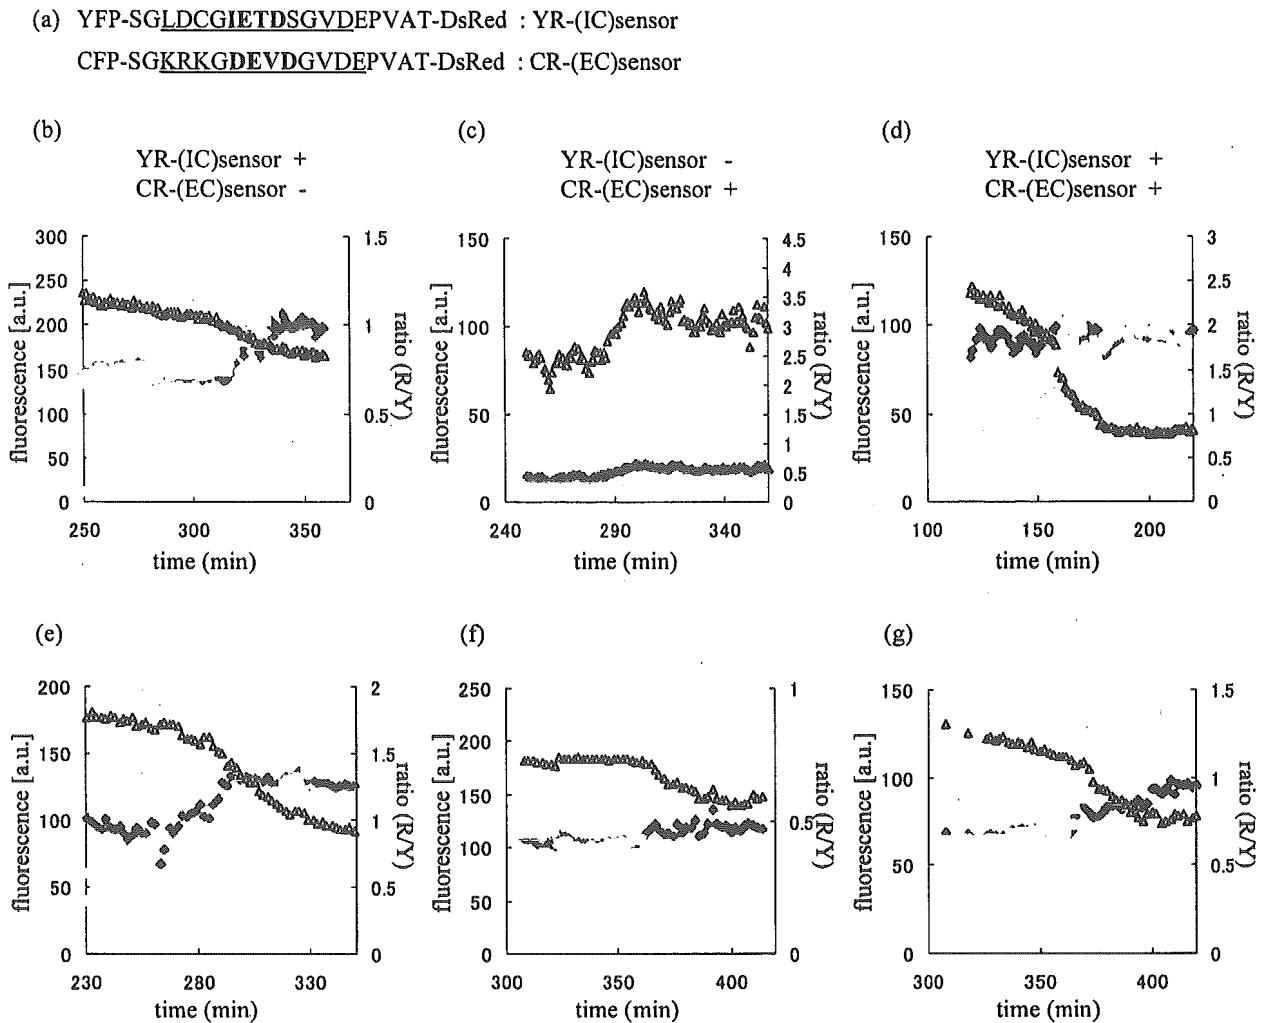 (a) YFP-SGLDCGIETDSGVDEPVAT-DsRed : YR-(IC)sensor
CFP-SGKRKGDEVDGVDEPVAT-DsRed : CR-(EC)sensor
(b)
YR-(IC)sensor +
CR-(EC)sensor -
300
250
200
150
100
50
0
fluorescence [a.u.]
1.5
1
0.5
0
ratio (R/Y)
250 300 350
time (min)
(c)
YR-(IC)sensor -
CR-(EC)sensor +
150
100
50
0
fluorescence [a.u.]
4.5
4
3.5
3
2.5
2
1.5
1
0.5
0
ratio (R/Y)
240 290 340
time (min)
(d)
YR-(IC)sensor +
CR-(EC)sensor +
150
100
50
0
fluorescence [a.u.]
3
2.5
2
1.5
1
0.5
0
ratio (R/Y)
100 150 200
time (min)
(e)
200
150
100
50
0
fluorescence [a.u.]
2
1.5
1
0.5
0
ratio (R/Y)
230 280 330
time (min)
(f)
250
200
150
100
50
0
fluorescence [a.u.]
1
0.5
0
ratio (R/Y)
300 350 400
time (min)
(g)
150
100
50
0
fluorescence [a.u.]
1.5
1
0.5
0
ratio (R/Y)
300 350 400
time (min)